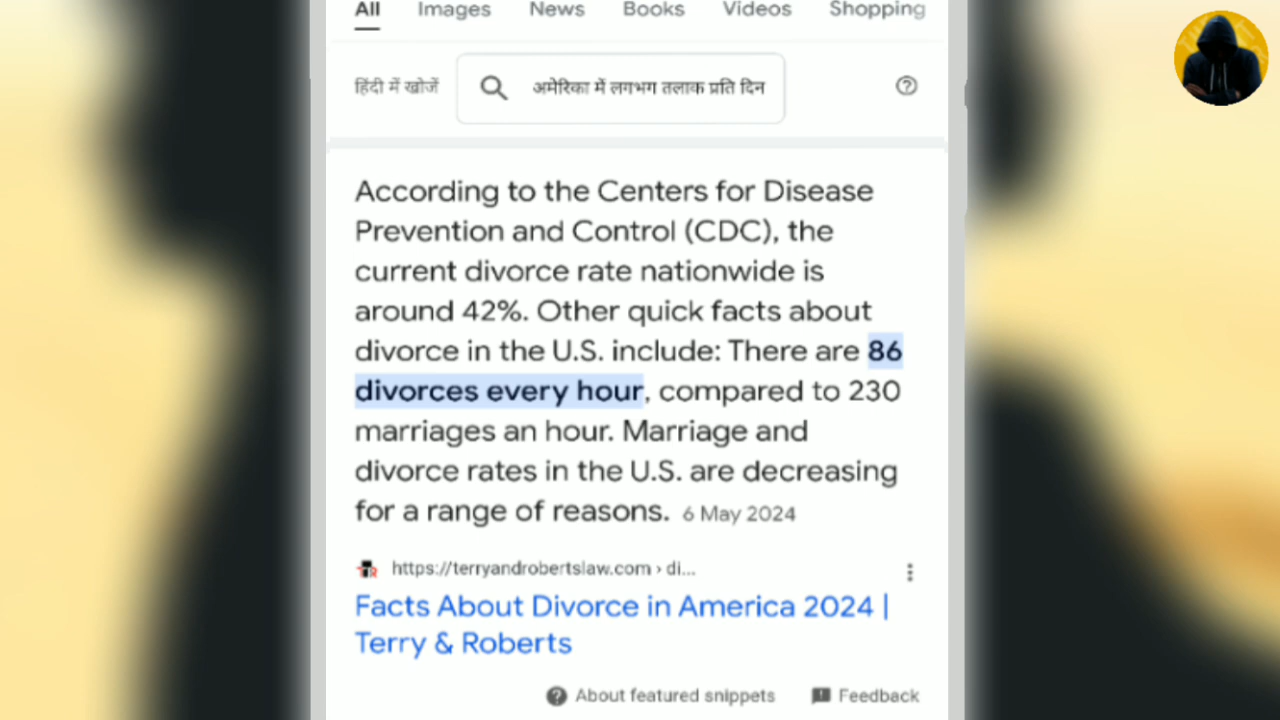 All Images News Books Videos Shopping
हिंदी में खोजें अमेरिका में लगभग तलाक प्रति दिन
According to the Centers for Disease
Prevention and Control (CDC), the
current divorce rate nationwide is
around 42%. Other quick facts about
divorce in the U.S. include: There are 86
divorces every hour, compared to 230
marriages an hour. Marriage and
divorce rates in the U.S. are decreasing
for a range of reasons. 6 May 2024
https://terryandrobertslaw.com › di...
Facts About Divorce in America 2024 |
Terry & Roberts
About featured snippets Feedback